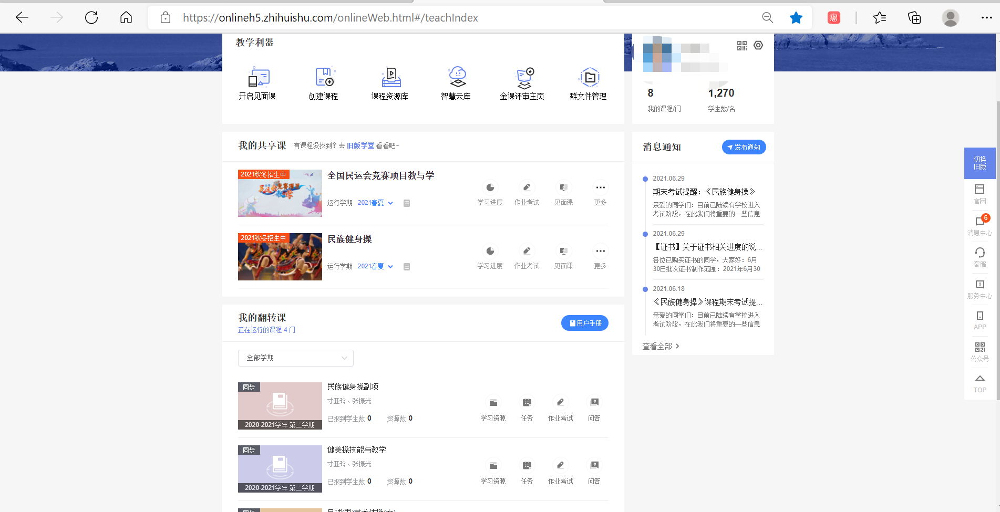 https://onlineh5.zhihuishu.com/onlineWeb.html#/teachIndex
惠
教学利器
开启见面课
创建课程
课程资源库
智慧云库
金课评审主页
群文件管理
8
1,270
我的课程/门
学生数/名
我的共享课 有课程没找到？去 旧版学堂 看看吧~
2021秋冬招生中
全国民运会竞赛项目教与学
运行学期 2021春夏
学习进度
作业考试
见面课
更多
2021秋冬招生中
民族健身操
运行学期 2021春夏
学习进度
作业考试
见面课
更多
我的翻转课
正在运行的课程 4 门
用户手册
全部学期
同步
2020-2021学年 第二学期
民族健身操副项
寸亚玲、张振光
已报到学生数 0 资源数 0
学习资源
任务
作业考试
问答
同步
2020-2021学年 第二学期
健美操技能与教学
寸亚玲、张振光
已报到学生数 0 资源数 0
学习资源
任务
作业考试
问答
同步
消息通知
发布通知
2021.06.29
期末考试提醒：《民族健身操》
亲爱的同学们：目前已陆续有学校进入
考试阶段，在此我们将重要的一些信息
2021.06.29
【证书】关于证书相关进度的说...
各位已购买证书的同学，大家好：6月
30日批次证书制作范围：2021年6月30
2021.06.18
《民族健身操》课程期末考试提...
亲爱的同学们：目前已陆续有学校进入
考试阶段，在此我们将重要的一些信息
查看全部
切换
旧版
官网
6
消息中心
客服
服务中心
APP
公众号
TOP